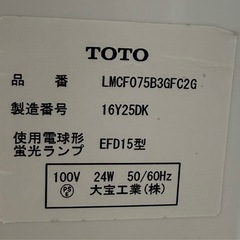 TOTO
品番 LMCF075B3GFC2G
製造番号 16Y25DK
使用電球形
蛍光ランプ EFD15型
100V 24W 50/60Hz
PSE 大宝工業(株)